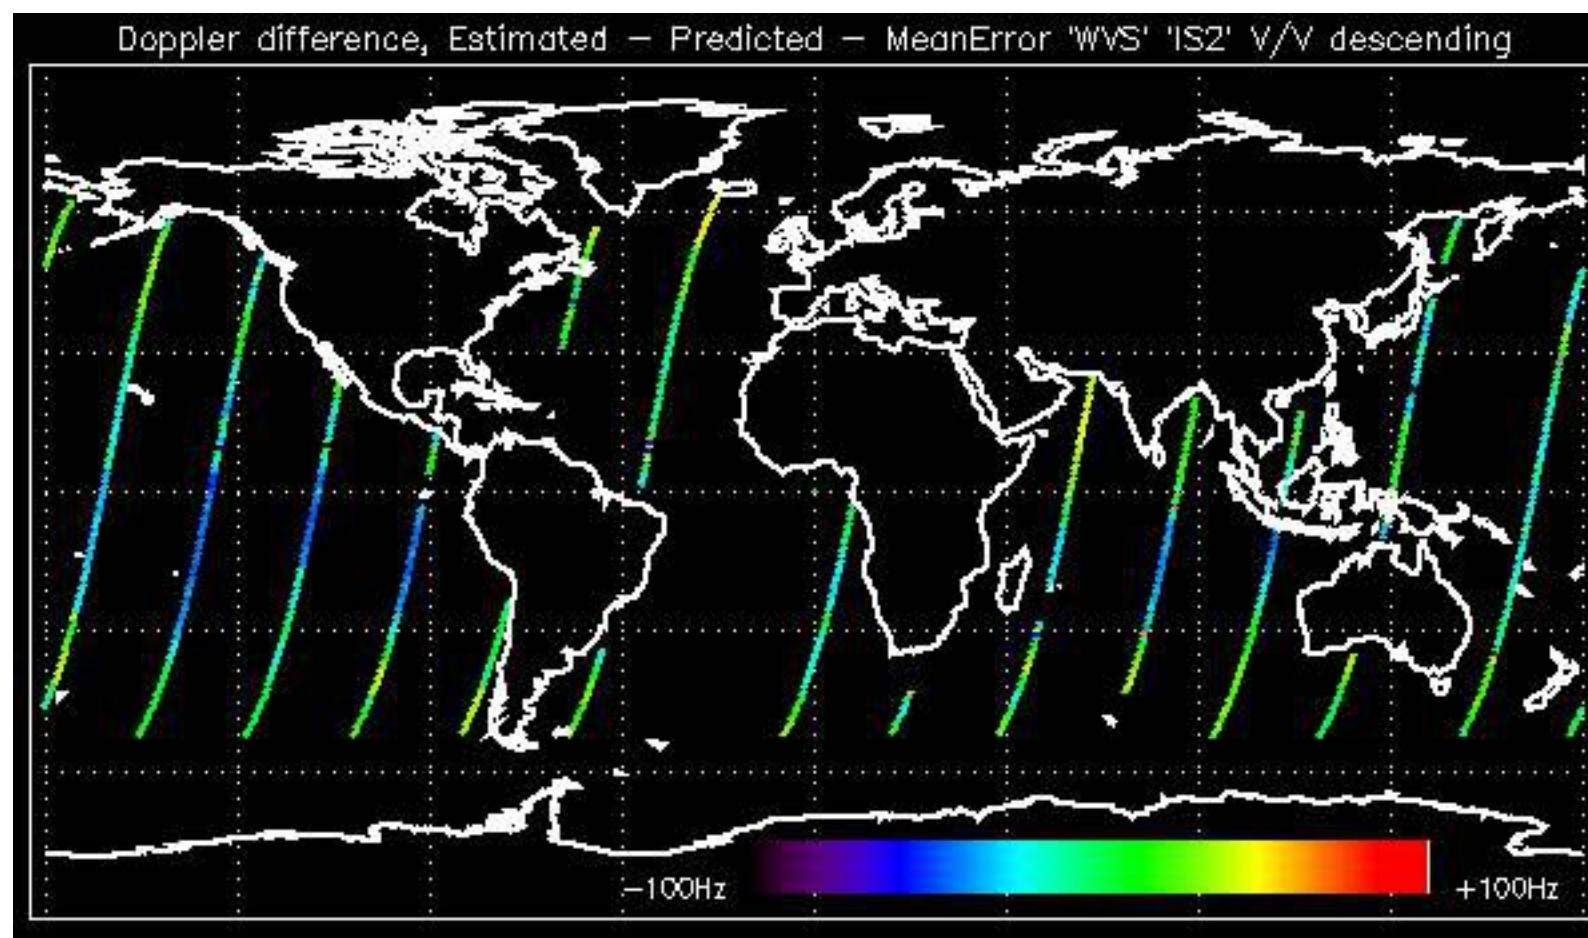 Doppler difference, Estimated – Predicted – MeanError 'WVS' 'IS2' V/V descending
–100Hz +100Hz